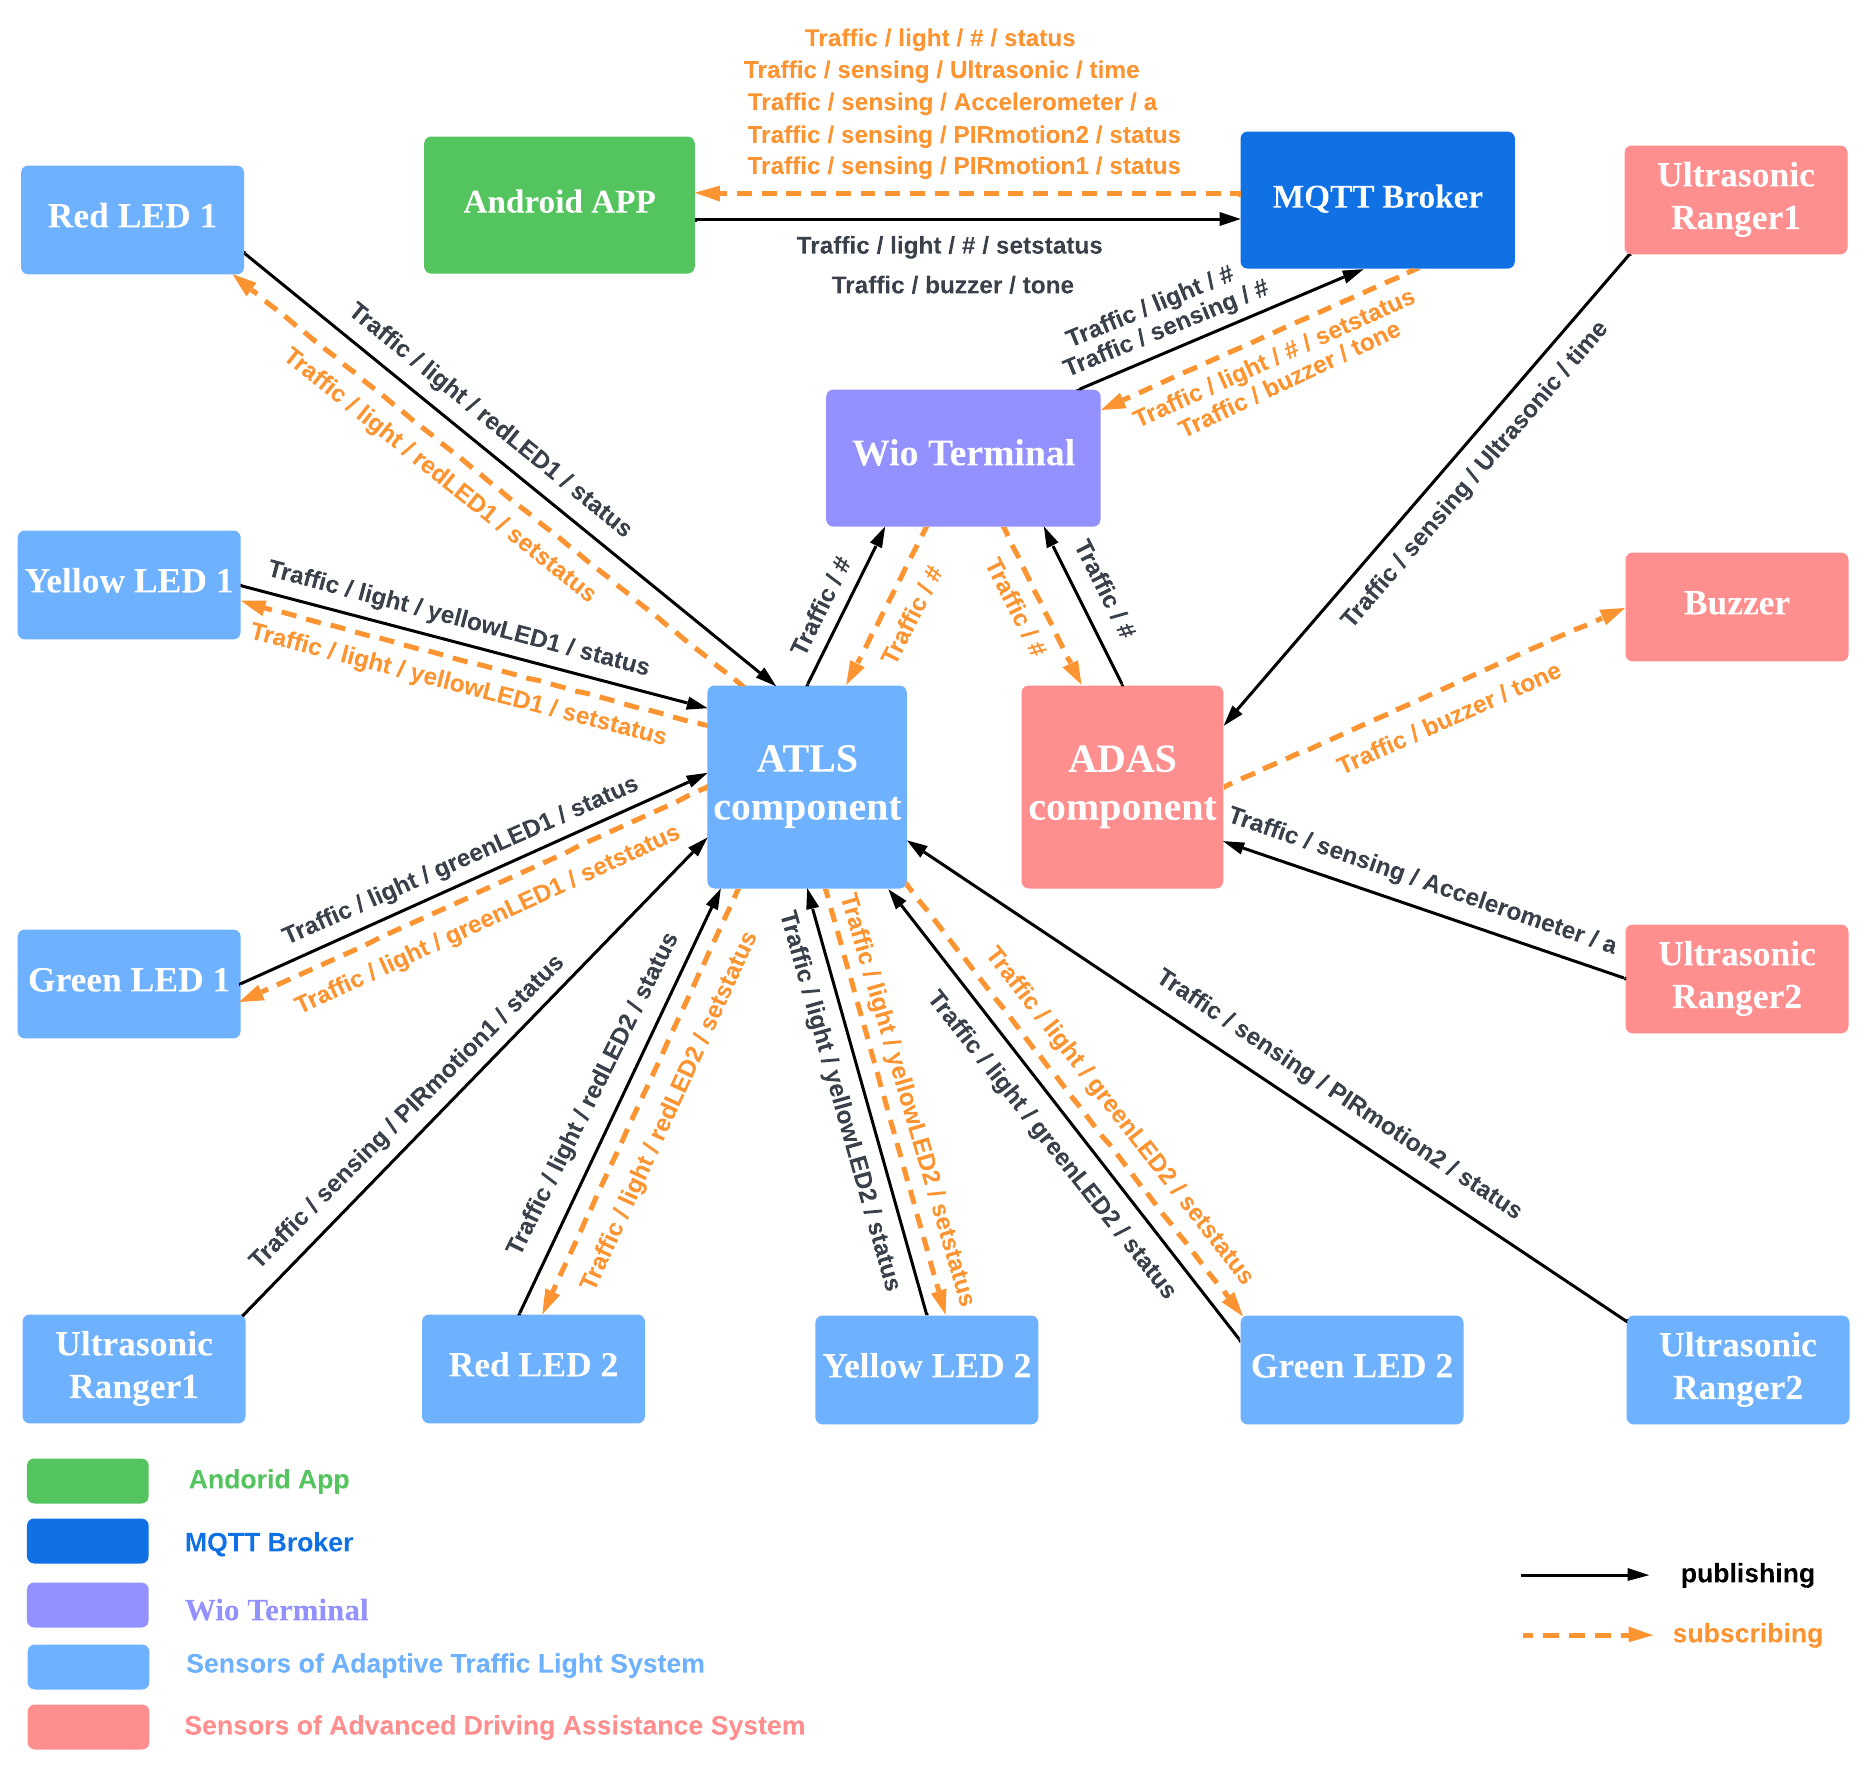 Traffic / light / # / status
Traffic / sensing / Ultrasonic / time
Traffic / sensing / Accelerometer / a
Traffic / sensing / PIRmotion2 / status
Traffic / sensing / PIRmotion1 / status
Red LED 1
Android APP
MQTT Broker
Ultrasonic
Ranger1
Traffic / light / # / setstatus
Traffic / buzzer / tone
Traffic / light / #
Traffic / sensing / #
Traffic / light / # / setstatus
Traffic / buzzer / tone
Traffic / light / redLED1 / status
Traffic / light / redLED1 / setstatus
Traffic / sensing / Ultrasonic / time
Wio Terminal
Yellow LED 1
Traffic / light / yellowLED1 / status
Traffic / light / yellowLED1 / setstatus
Traffic / #
Traffic / #
Traffic / #
Traffic / #
Buzzer
Traffic / buzzer / tone
ATLS
component
ADAS
component
Traffic / light / greenLED1 / status
Traffic / light / greenLED1 / setstatus
Traffic / sensing / Accelerometer / a
Green LED 1
Ultrasonic
Ranger2
Traffic / sensing / PIRmotion1 / status
Traffic / light / redLED2 / status
Traffic / light / redLED2 / setstatus
Traffic / light / yellowLED2 / status
Traffic / light / yellowLED2 / setstatus
Traffic / light / greenLED2 / status
Traffic / light / greenLED2 / setstatus
Traffic / sensing / PIRmotion2 / status
Ultrasonic
Ranger1
Red LED 2
Yellow LED 2
Green LED 2
Ultrasonic
Ranger2
Andorid App
MQTT Broker
Wio Terminal
Sensors of Adaptive Traffic Light System
Sensors of Advanced Driving Assistance System
publishing
subscribing